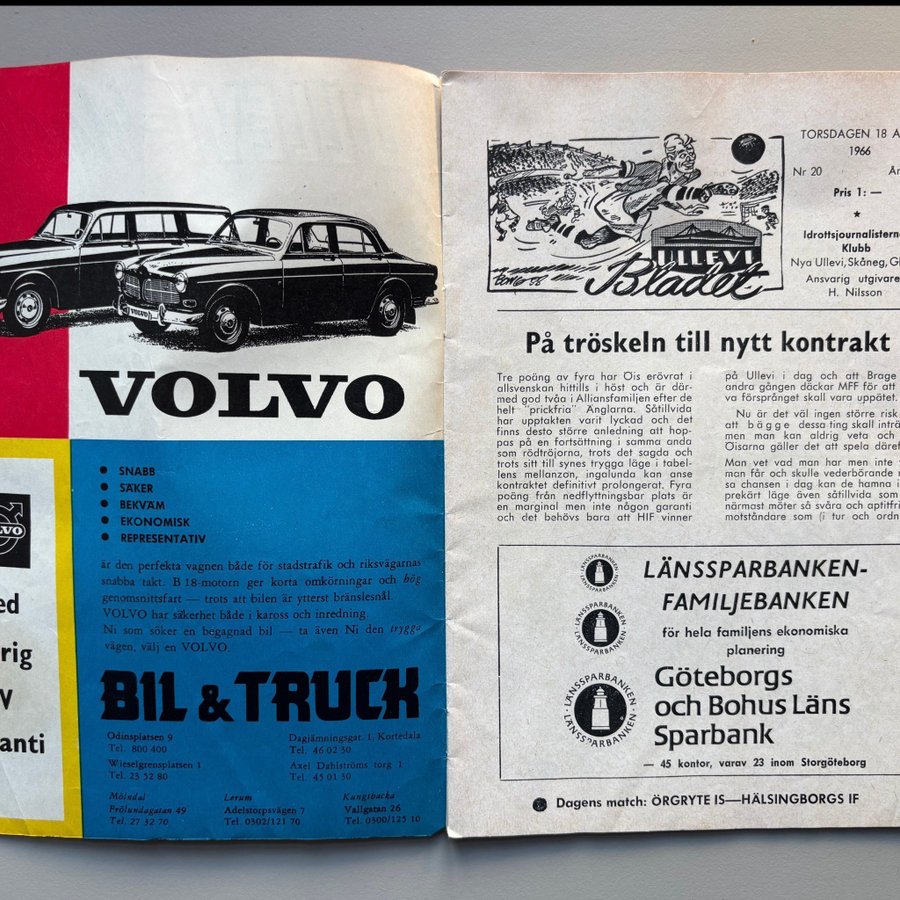 VOLVO
VOLVO
• SNABB
• SÄKER
• BEKVÄM
• EKONOMISK
• REPRESENTATIV
är den perfekta vagnen både för stadstrafik och riksvägarnas
snabba takt. B 18-motorn ger korta omkörningar och hög
genomsnittsfart — trots att bilen är ytterst bränslesnål.
VOLVO har säkerhet både i kaross och inredning.
Ni som söker en begagnad bil — ta även Ni den trygga
vägen, välj en VOLVO.
BIL & TRUCK
Odinsplatsen 9
Tel. 800 400
Wieselgrensplatsen 1
Tel. 23 52 80
Dagjämningsgat. 1, Kortedala
Tel. 46 02 30
Axel Dahlströms torg 1
Tel. 45 01 30
Mölndal
Frölundagatan 49
Tel. 27 32 76
Lerum
Adelstorpsvägen 7
Tel. 0302/121 70
Kungsbacka
Vallgatan 26
Tel. 0300/125 10
LVO
ed
rig
V
anti
ULLEVI
Bladet
TORSDAGEN 18 A
1966
Nr 20
Pris 1: —
Idrottsjournalistern
Klubb
Nya Ullevi, Skåneg, G
Ansvarig utgivare
H. Nilsson
På tröskeln till nytt kontrakt
Tre poäng av fyra har Öis erövrat i
allsvenskan hittills i höst och är där-
med god tvåa i Alliansfamiljen efter de
helt "prickfria" Änglarna. Såtillvida
har upptakten varit lyckad och det
finns desto större anledning att hop-
pas på en fortsättning i samma anda
som rödtröjorna, trots det sagda och
trots sitt till synes trygga läge i tabel-
lens mellanzon, ingalunda kan anse
kontraktet definitivt prolongerat. Fyra
poäng från nedflyttningsbar plats är
en marginal men inte någon garanti
och det behövs bara att HIF vinner
på Ullevi i dag och att Brage
andra gången däckar MFF för att
va försprånget skall vara uppätet.
Nu är det väl ingen större risk
att bägge dessa ting skall inträ
men man kan aldrig veta och
Öisarna gäller det att spela däref
Man vet vad man har men inte
man får och skulle vederbörande
sa chansen i dag kan de hamna i
prekärt läge även såtillvida som
närmast möter så svåra och aptitfri
motståndare som (i tur och ordn
LÄNSSPARBANKEN
LÄNSSPARBANKEN
LÄNSSPARBANKEN
LÄNSSPARBANKEN
LÄNSSPARBANKEN-
FAMILJEBANKEN
för hela familjens ekonomiska
planering
Göteborgs
och Bohus Läns
Sparbank
— 45 kontor, varav 23 inom Storgöteborg
Dagens match: ÖRGRYTE IS—HÄLSINGBORGS IF